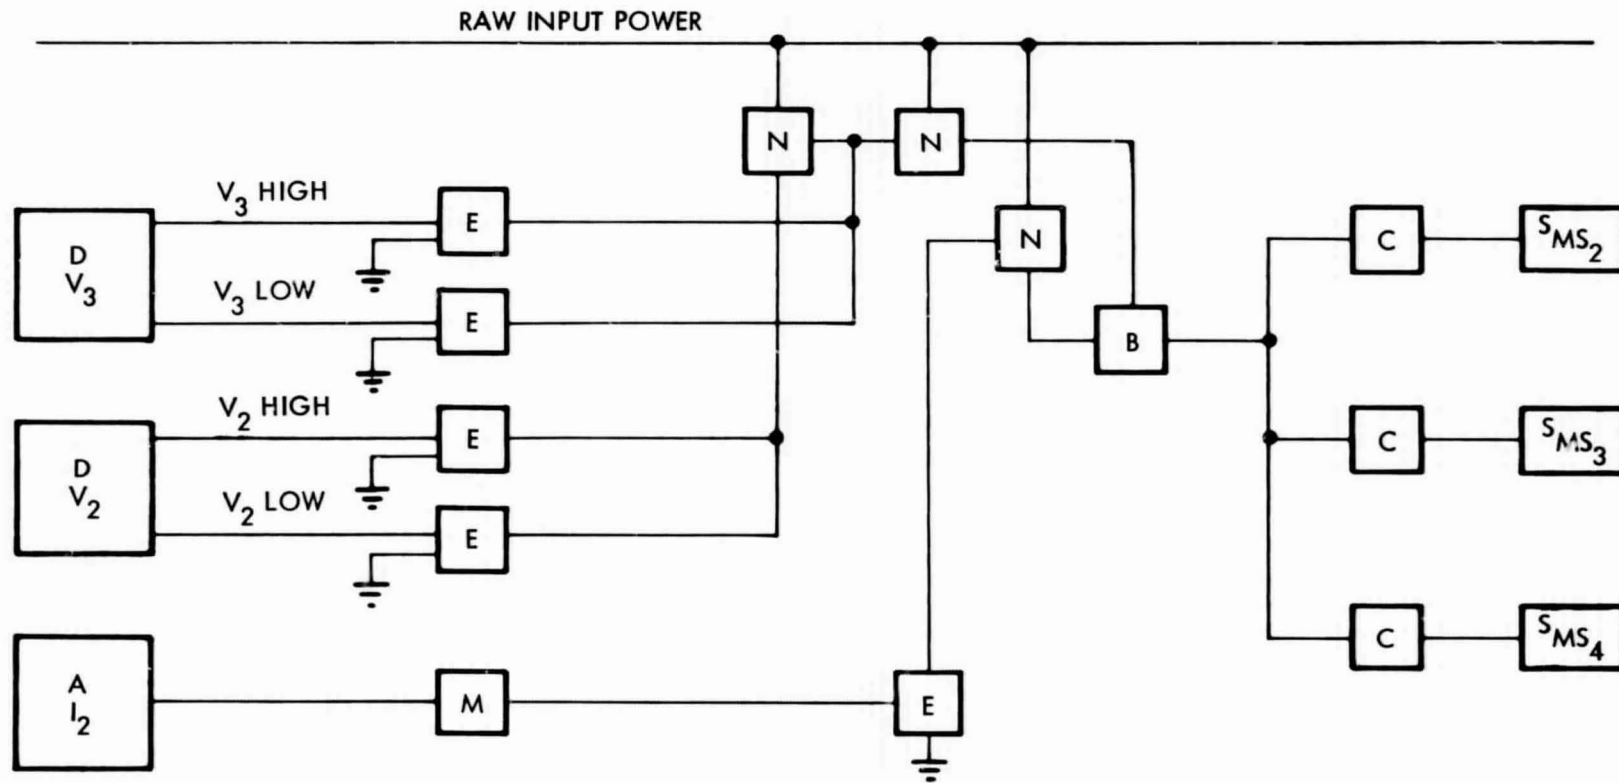 RAW INPUT POWER
N
N
V3 HIGH
E
D
V3
N
C
SMS2
V3 LOW
E
B
V2 HIGH
E
C
SMS3
D
V2
V2 LOW
E
C
SMS4
A
I2
M
E